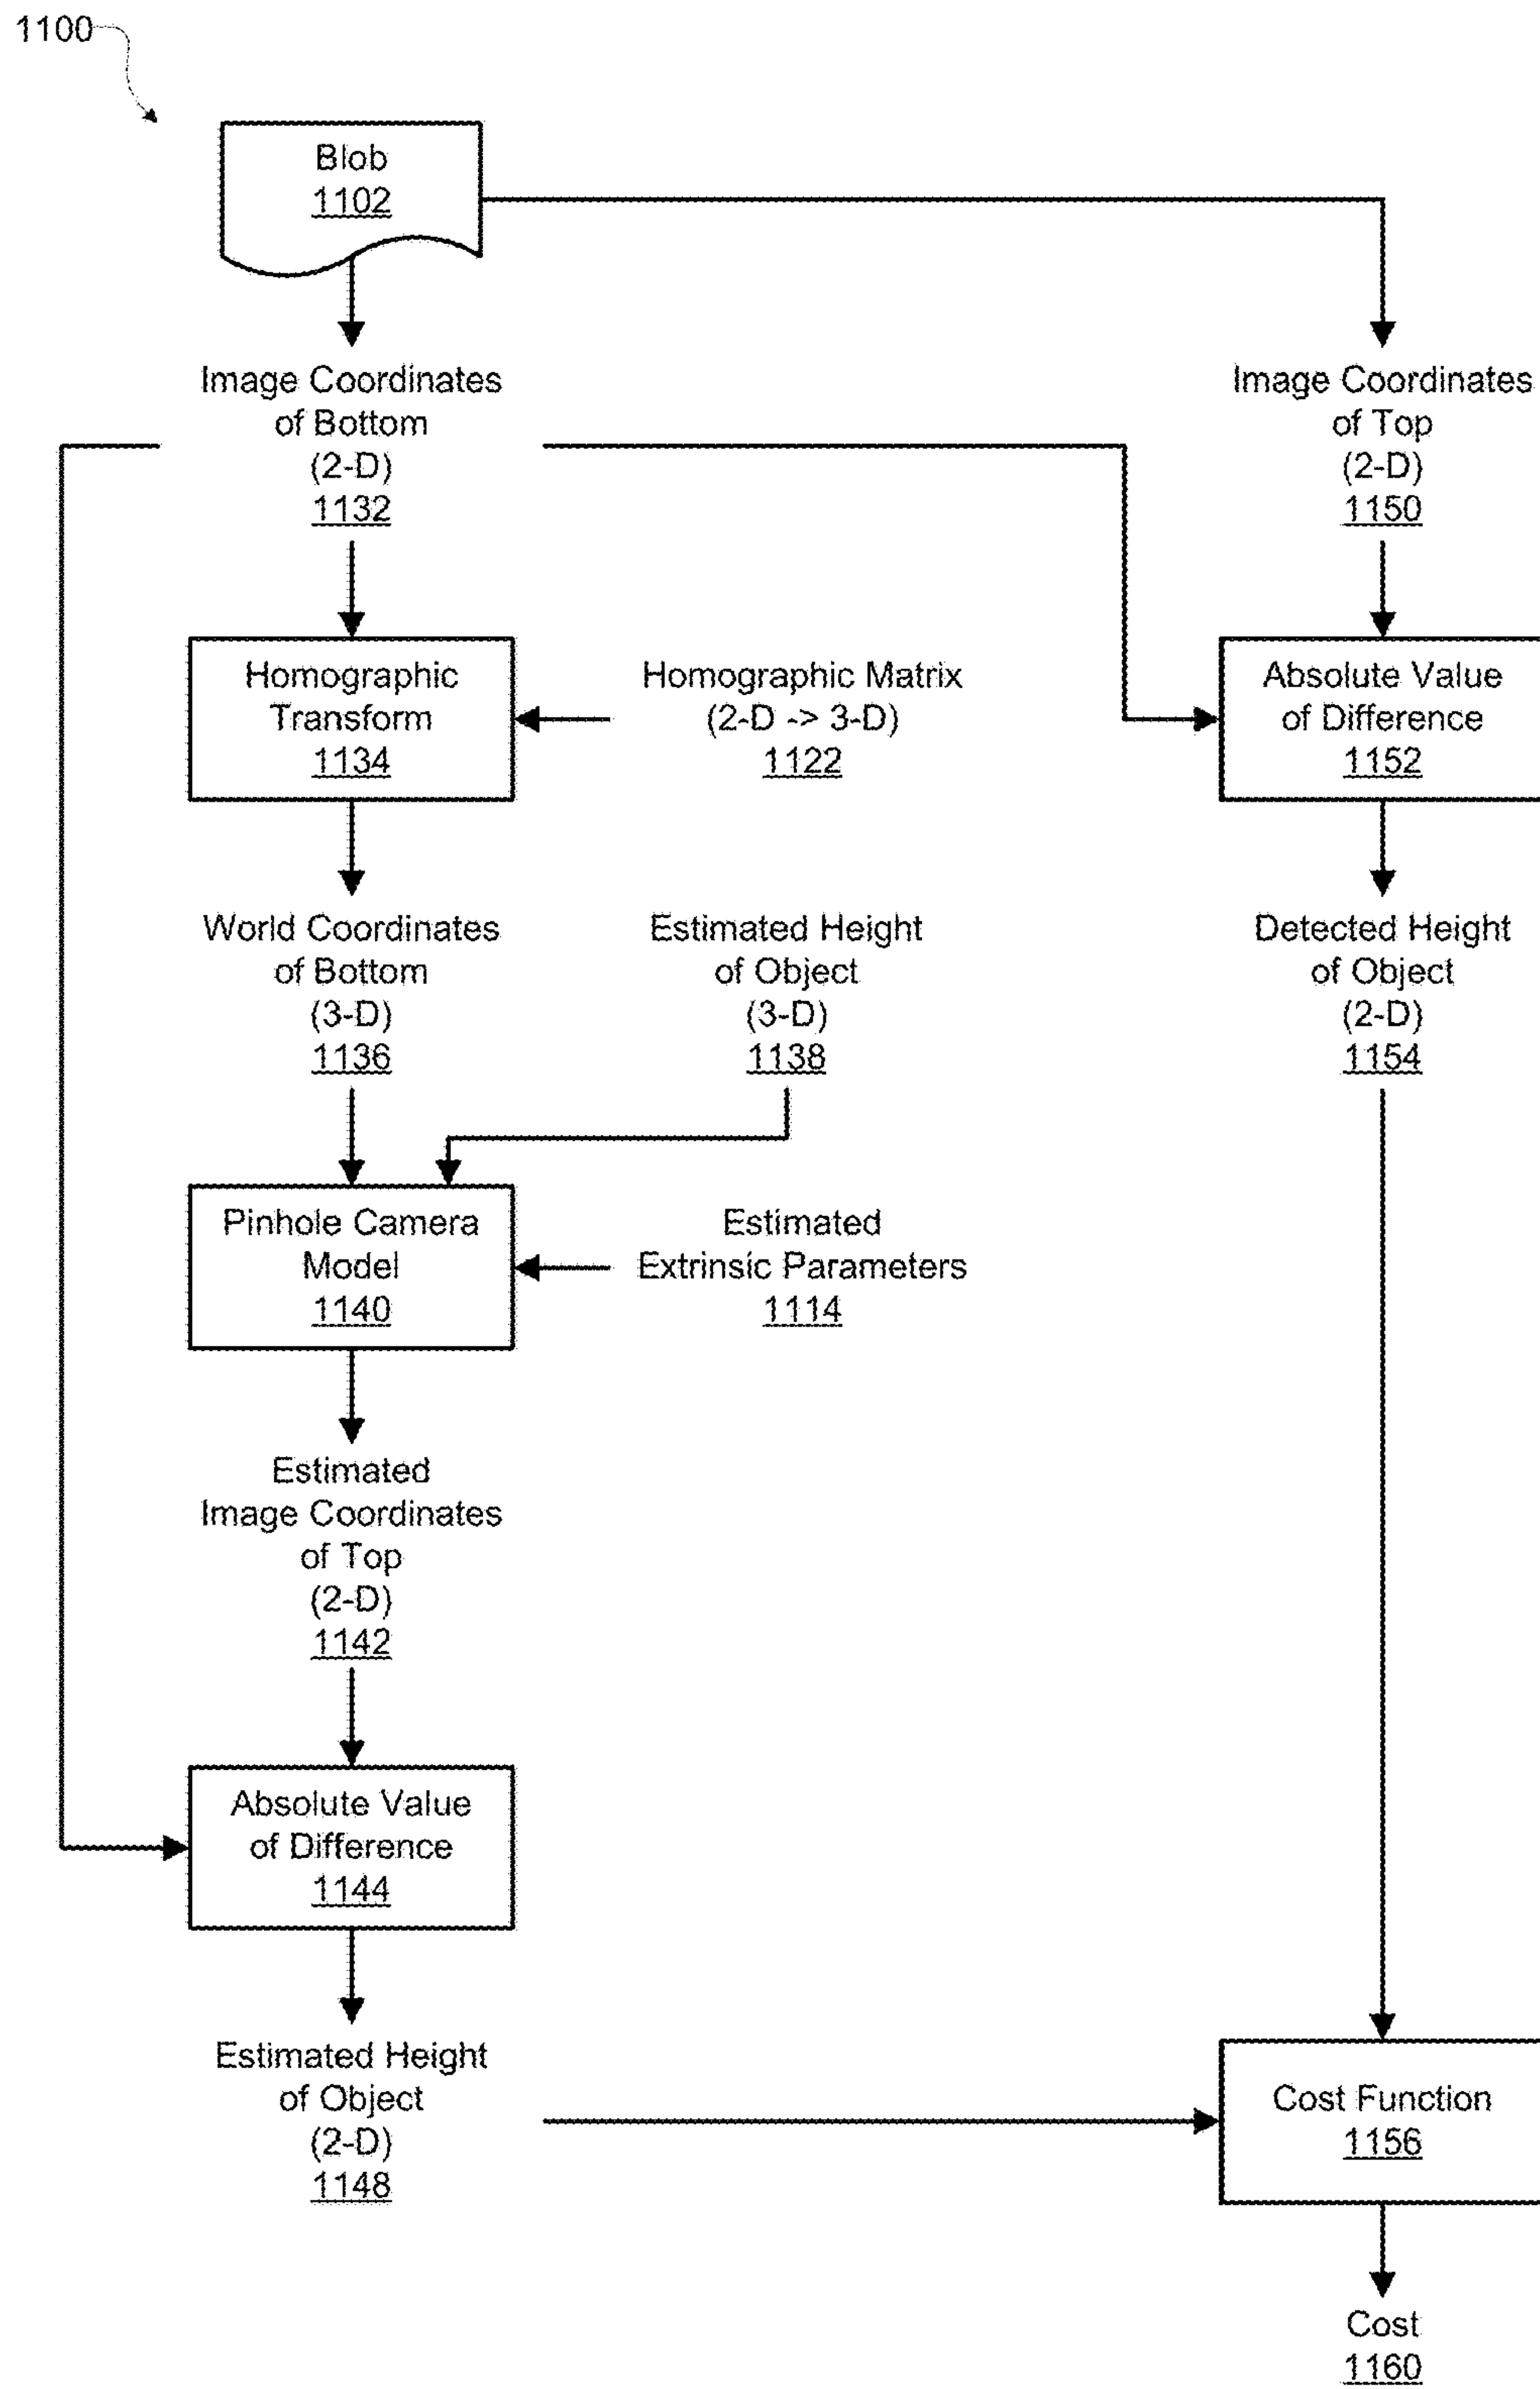 1100
Blob
1102
Image Coordinates
of Bottom
(2-D)
1132
Image Coordinates
of Top
(2-D)
1150
Homographic
Transform
1134
Homographic Matrix
(2-D -> 3-D)
1122
Absolute Value
of Difference
1152
World Coordinates
of Bottom
(3-D)
1136
Estimated Height
of Object
(3-D)
1138
Detected Height
of Object
(2-D)
1154
Pinhole Camera
Model
1140
Estimated
Extrinsic Parameters
1114
Estimated
Image Coordinates
of Top
(2-D)
1142
Absolute Value
of Difference
1144
Estimated Height
of Object
(2-D)
1148
Cost Function
1156
Cost
1160